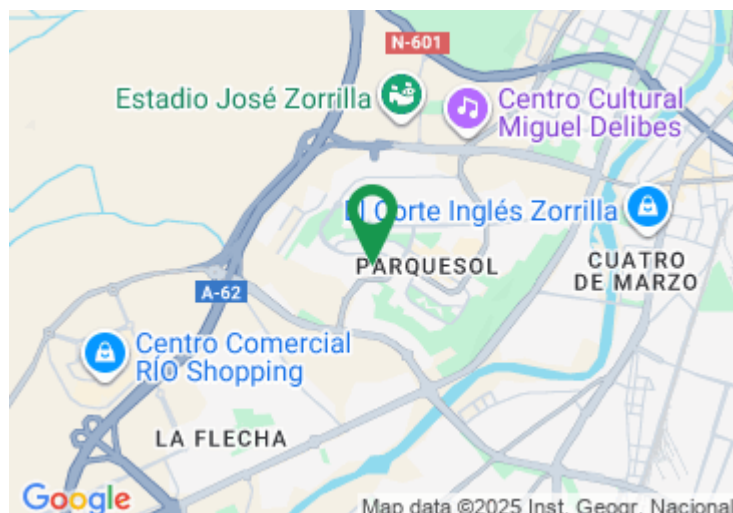 N-601
Estadio José Zorrilla
Centro Cultural
Miguel Delibes
El Corte Inglés Zorrilla
PARQUESOL
CUATRO
DE MARZO
A-62
Centro Comercial
RÍO Shopping
LA FLECHA
Google
Map data ©2025 Inst. Geogr. Nacional